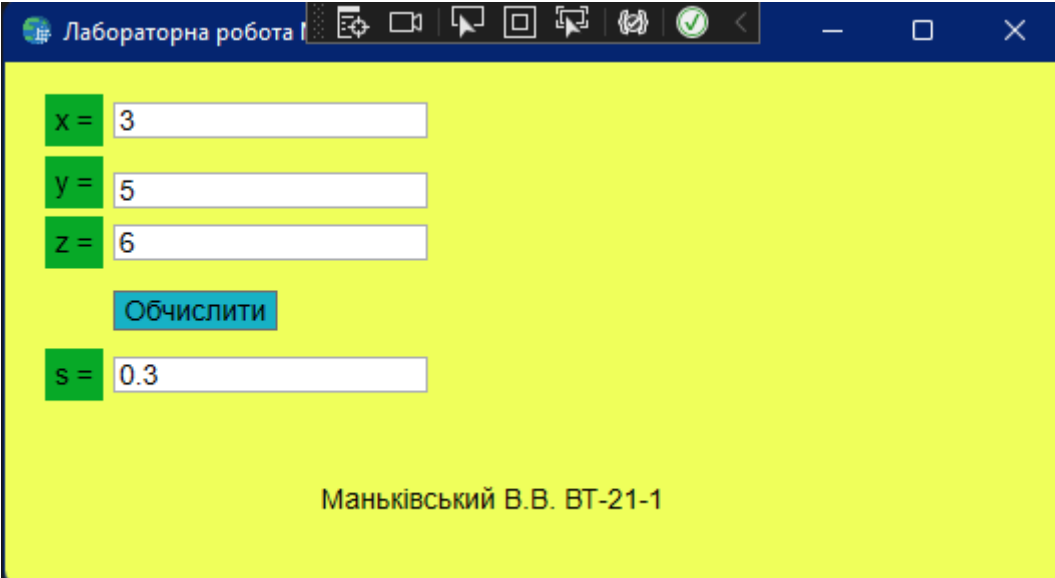 Лабораторна робота
x = 3
y = 5
z = 6
Обчислити
s = 0.3
Маньківський В.В. ВТ-21-1